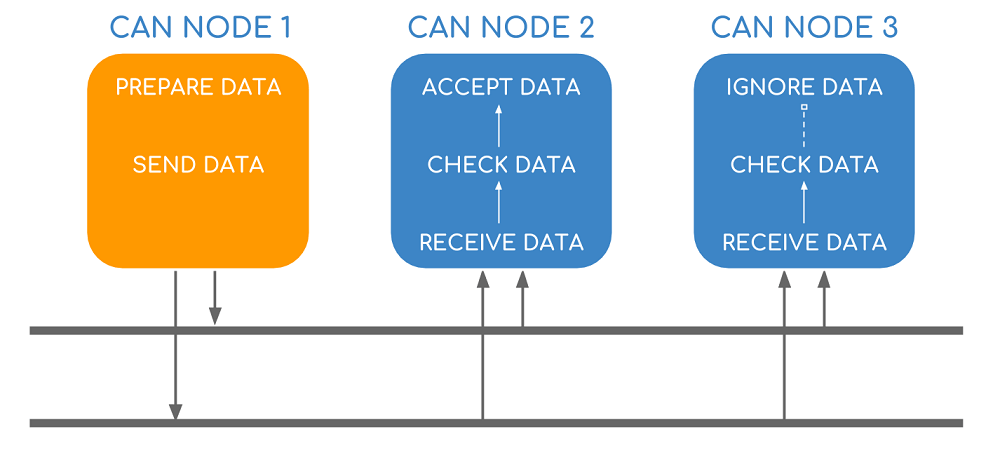 CAN NODE 1
PREPARE DATA
SEND DATA
CAN NODE 2
ACCEPT DATA
CHECK DATA
RECEIVE DATA
CAN NODE 3
IGNORE DATA
CHECK DATA
RECEIVE DATA